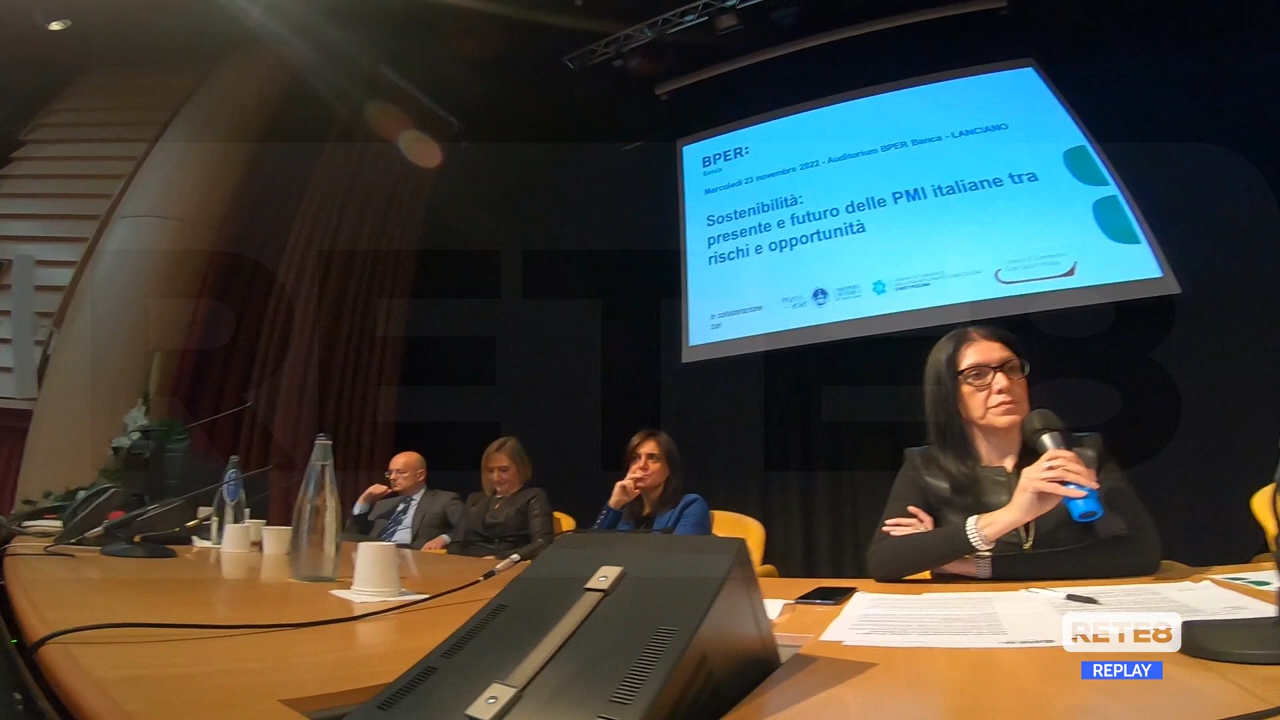 BPER:
Banca
Mercoledì 23 novembre 2022 - Auditorium BPER Banca - LANCIANO
Sostenibilità:
presente e futuro delle PMI italiane tra
rischi e opportunità
in collaborazione
con
RETE8
RETE8
REPLAY